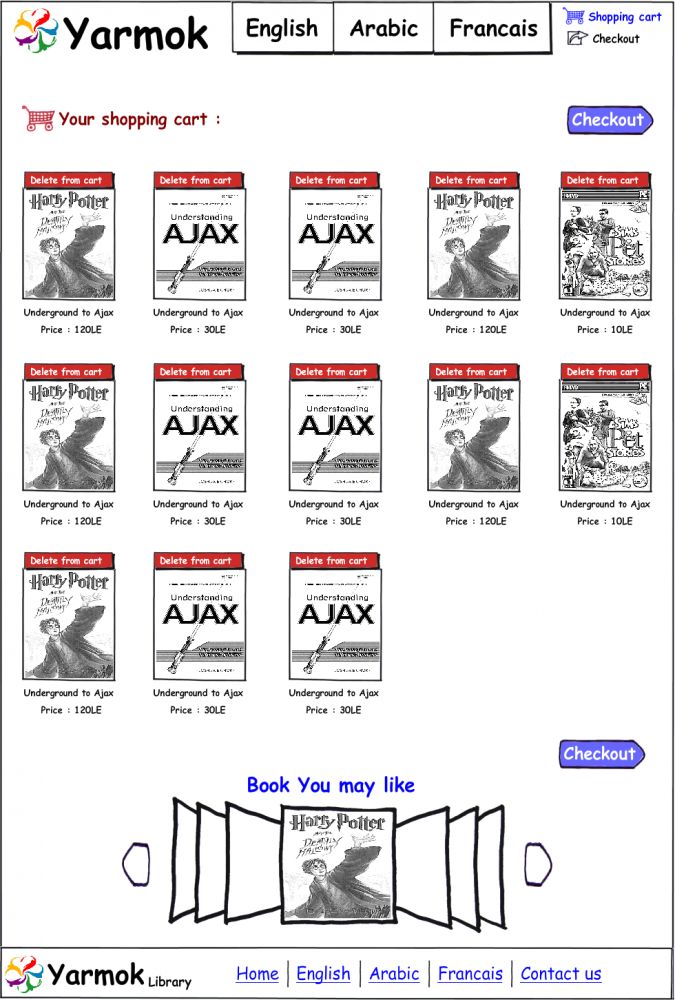 Yarmok
English
Arabic
Francais
Shopping cart
Checkout
Your shopping cart :
Checkout
Delete from cart
Delete from cart
Delete from cart
Delete from cart
Delete from cart
Harry Potter
AND THE
DEATHLY
HALLOWS
Understanding
AJAX
Understanding
AJAX
Harry Potter
AND THE
DEATHLY
HALLOWS
SIMS
Pet
STORIES
Underground to Ajax
Underground to Ajax
Underground to Ajax
Underground to Ajax
Underground to Ajax
Price : 120LE
Price : 30LE
Price : 30LE
Price : 120LE
Price : 10LE
Delete from cart
Delete from cart
Delete from cart
Delete from cart
Delete from cart
Harry Potter
AND THE
DEATHLY
HALLOWS
Understanding
AJAX
Understanding
AJAX
Harry Potter
AND THE
DEATHLY
HALLOWS
SIMS
Pet
STORIES
Underground to Ajax
Underground to Ajax
Underground to Ajax
Underground to Ajax
Underground to Ajax
Price : 120LE
Price : 30LE
Price : 30LE
Price : 120LE
Price : 10LE
Delete from cart
Delete from cart
Delete from cart
Harry Potter
AND THE
DEATHLY
HALLOWS
Understanding
AJAX
Understanding
AJAX
Underground to Ajax
Underground to Ajax
Underground to Ajax
Price : 120LE
Price : 30LE
Price : 30LE
Checkout
Book You may like
Harry Potter
AND THE
DEATHLY
HALLOWS
Yarmok Library
Home
English
Arabic
Francais
Contact us